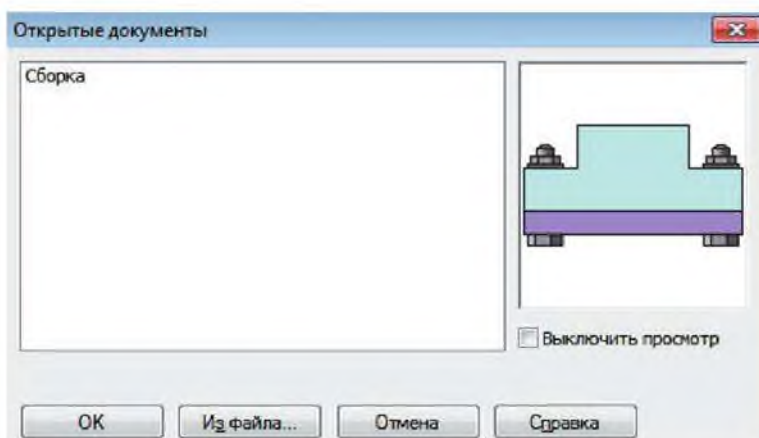 Открытые документы
Сборка
Выключить просмотр
OK
Из файла...
Отмена
Справка